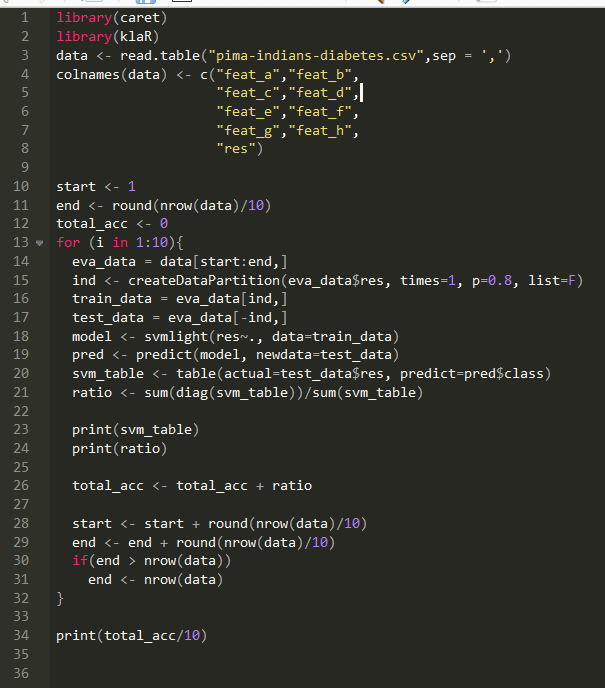 1 library(caret)
2 library(klaR)
3 data <- read.table("pima-indians-diabetes.csv",sep = ',')
4 colnames(data) <- c("feat_a","feat_b",
5                     "feat_c","feat_d",
6                     "feat_e","feat_f",
7                     "feat_g","feat_h",
8                     "res")
9
10 start <- 1
11 end <- round(nrow(data)/10)
12 total_acc <- 0
13 for (i in 1:10){
14   eva_data = data[start:end,]
15   ind <- createDataPartition(eva_data$res, times=1, p=0.8, list=F)
16   train_data = eva_data[ind,]
17   test_data = eva_data[-ind,]
18   model <- svmlight(res~., data=train_data)
19   pred <- predict(model, newdata=test_data)
20   svm_table <- table(actual=test_data$res, predict=pred$class)
21   ratio <- sum(diag(svm_table))/sum(svm_table)
22
23   print(svm_table)
24   print(ratio)
25
26   total_acc <- total_acc + ratio
27
28   start <- start + round(nrow(data)/10)
29   end <- end + round(nrow(data)/10)
30   if(end > nrow(data))
31     end <- nrow(data)
32 }
33
34 print(total_acc/10)
35
36